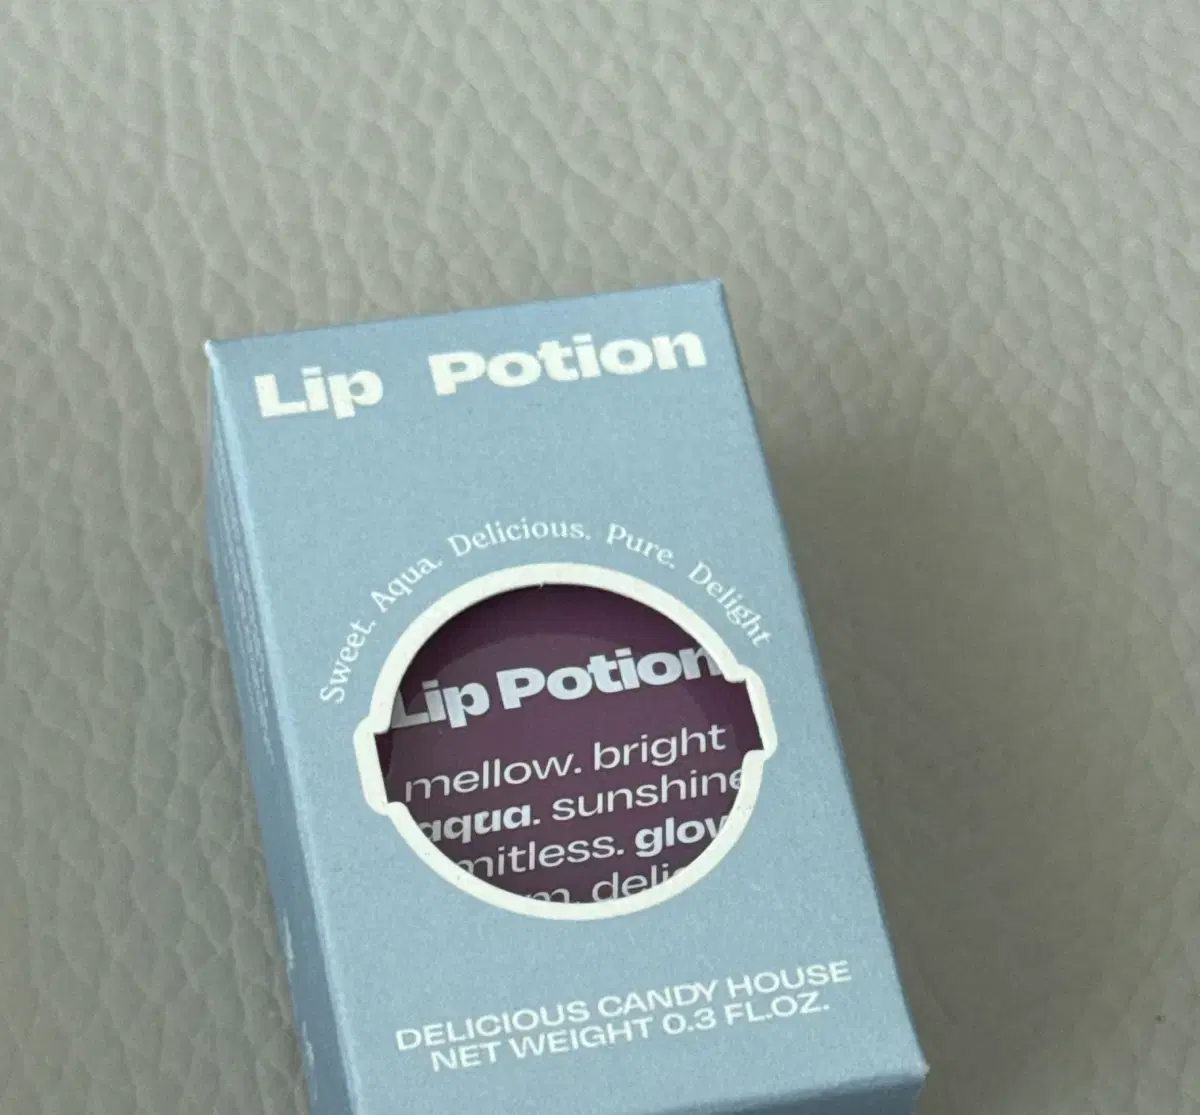 Lip Potion
Sweet. Aqua. Delicious. Pure. Delight
Lip Potion
mellow. bright
aqua. sunshine
delic
DELICIOUS CANDY HOUSE
NET WEIGHT 0.3 FL.OZ.